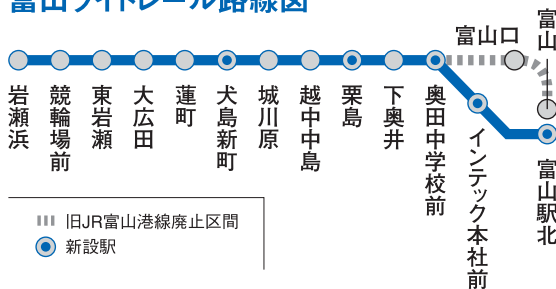 富山ライトレール路線図
富山口
富山
岩瀬浜
競輪場前
東岩瀬
大広田
蓮町
犬島新町
城川原
越中中島
粟島
下奥井
奥田中学校前
インテック本社前
富山駅北
旧JR富山港線廃止区間
新設駅